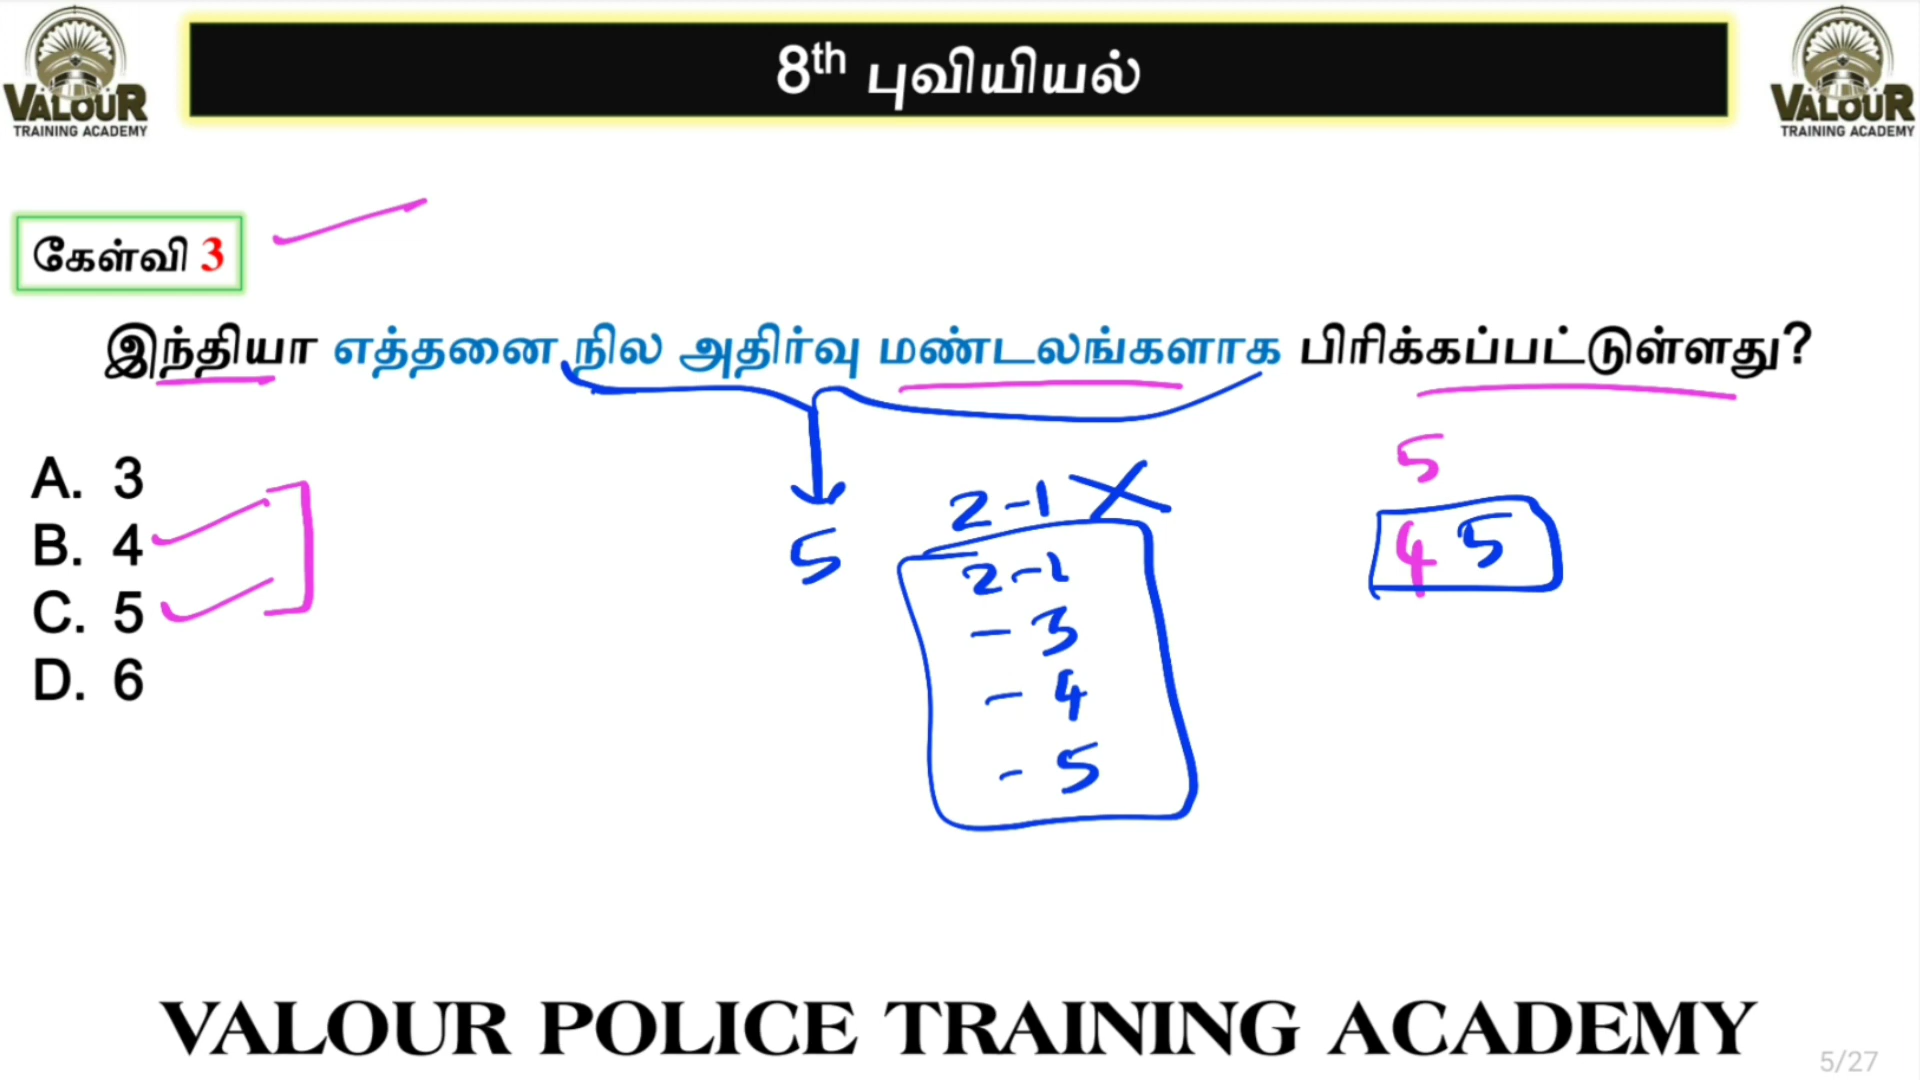 VALOUR
TRAINING ACADEMY
8th புவியியல்
VALOUR
TRAINING ACADEMY
கேள்வி 3
இந்தியா எத்தனை நில அதிர்வு மண்டலங்களாக பிரிக்கப்பட்டுள்ளது?
A. 3
B. 4
C. 5
D. 6
5
2-1
2-2
- 3
- 4
- 5
5
4 5
VALOUR POLICE TRAINING ACADEMY
5/27